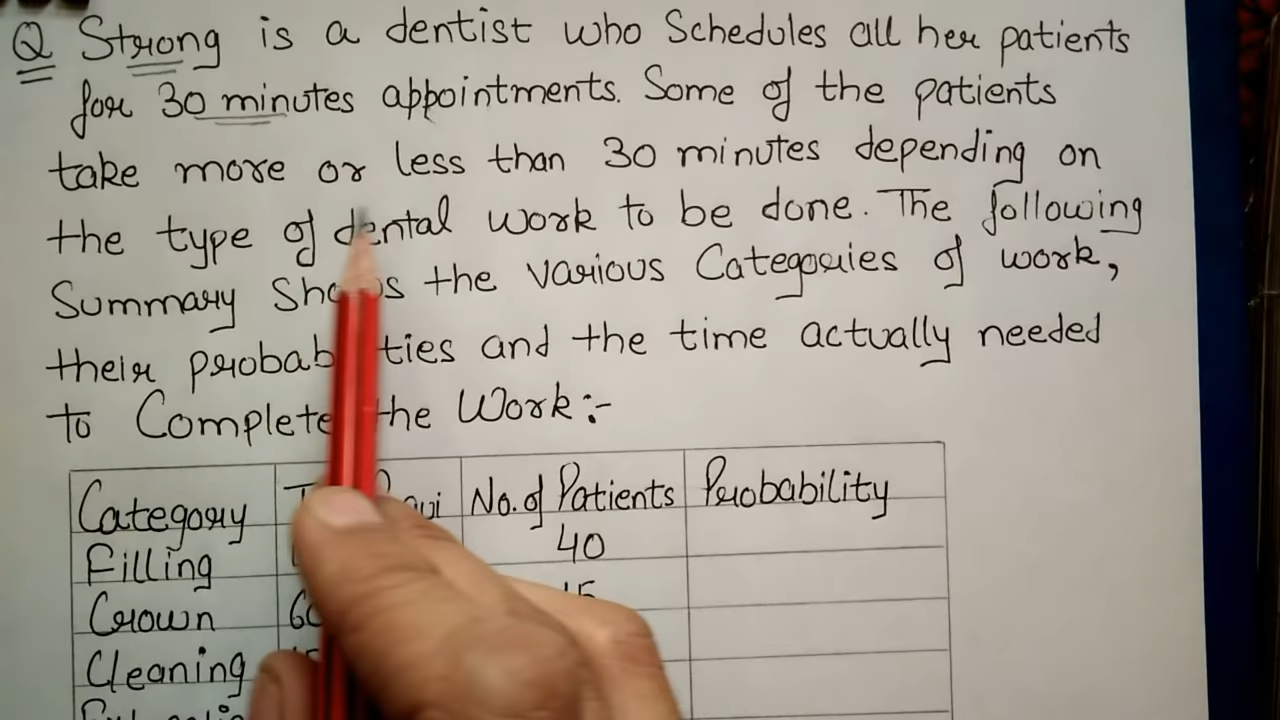 Q Strong is a dentist who Schedules all her patients
for 30 minutes appointments. Some of the patients
take more or less than 30 minutes depending on
the type of dental work to be done. The following
Summary the various Categories of work,
their and the time actually needed
to Complete the Work:-
Category No. of Patients Probability
Filling 40
Crown
Cleaning